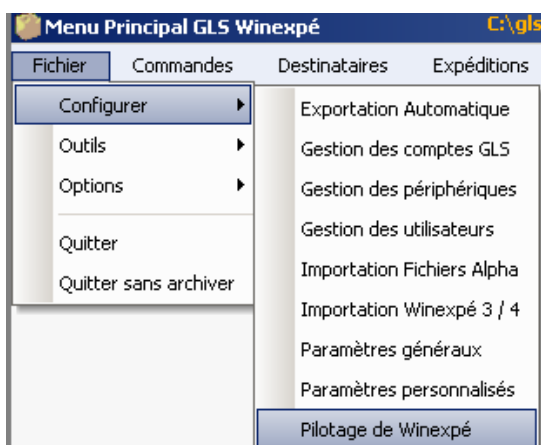 Menu Principal GLS Winexpé C:\gls
Fichier Commandes Destinataires Expéditions
Configurer
Outils
Options
Quitter
Quitter sans archiver
Exportation Automatique
Gestion des comptes GLS
Gestion des périphériques
Gestion des utilisateurs
Importation Fichiers Alpha
Importation Winexpé 3 / 4
Paramètres généraux
Paramètres personnalisés
Pilotage de Winexpé